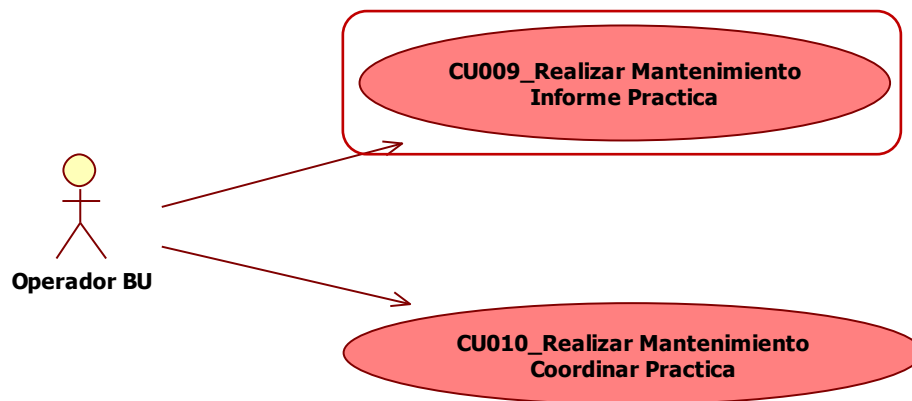 CU009_Realizar Mantenimiento
Informe Practica
Operador BU
CU010_Realizar Mantenimiento
Coordinar Practica